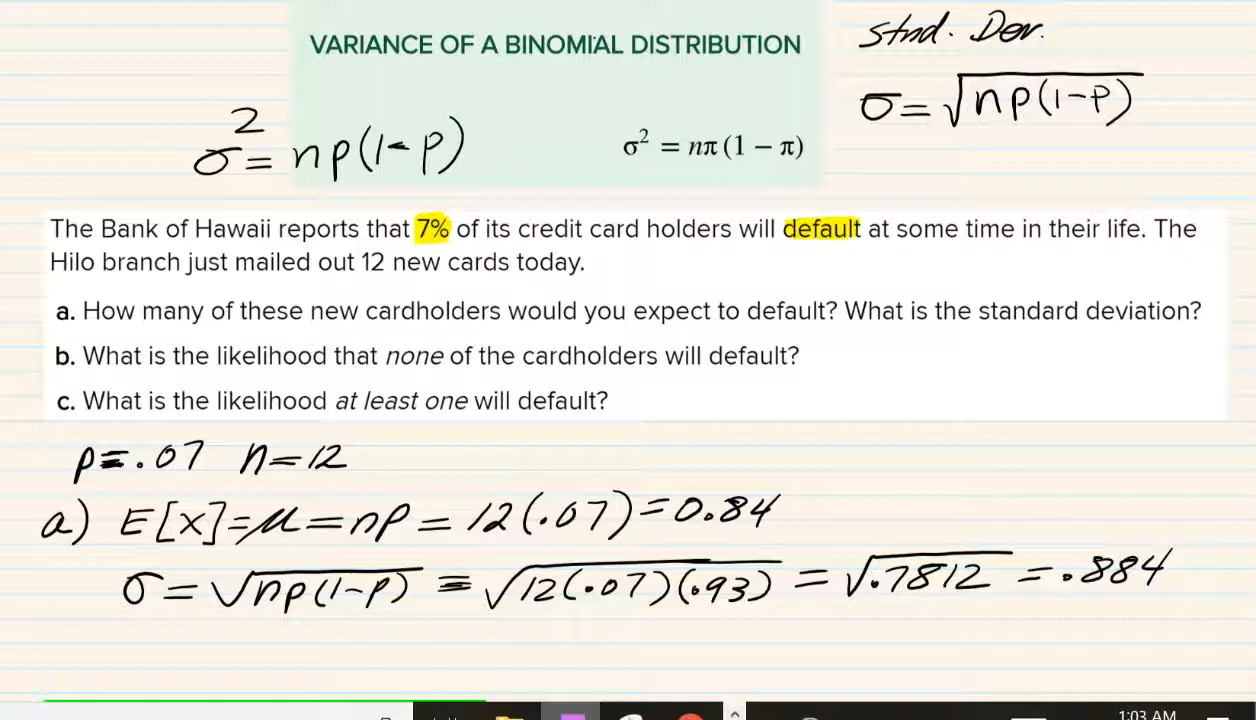 VARIANCE OF A BINOMIAL DISTRIBUTION
Stnd. Dev.
σ = √np(1-p)
σ² = np(1-p)
σ² = nπ(1 − π)
The Bank of Hawaii reports that 7% of its credit card holders will default at some time in their life. The
Hilo branch just mailed out 12 new cards today.
a. How many of these new cardholders would you expect to default? What is the standard deviation?
b. What is the likelihood that none of the cardholders will default?
c. What is the likelihood at least one will default?
p=.07 n=12
a) E[x]=μ=np=12(.07)=0.84
σ=√np(1-p) = √12(.07)(.93) = √.7812 = .884
1:03 AM